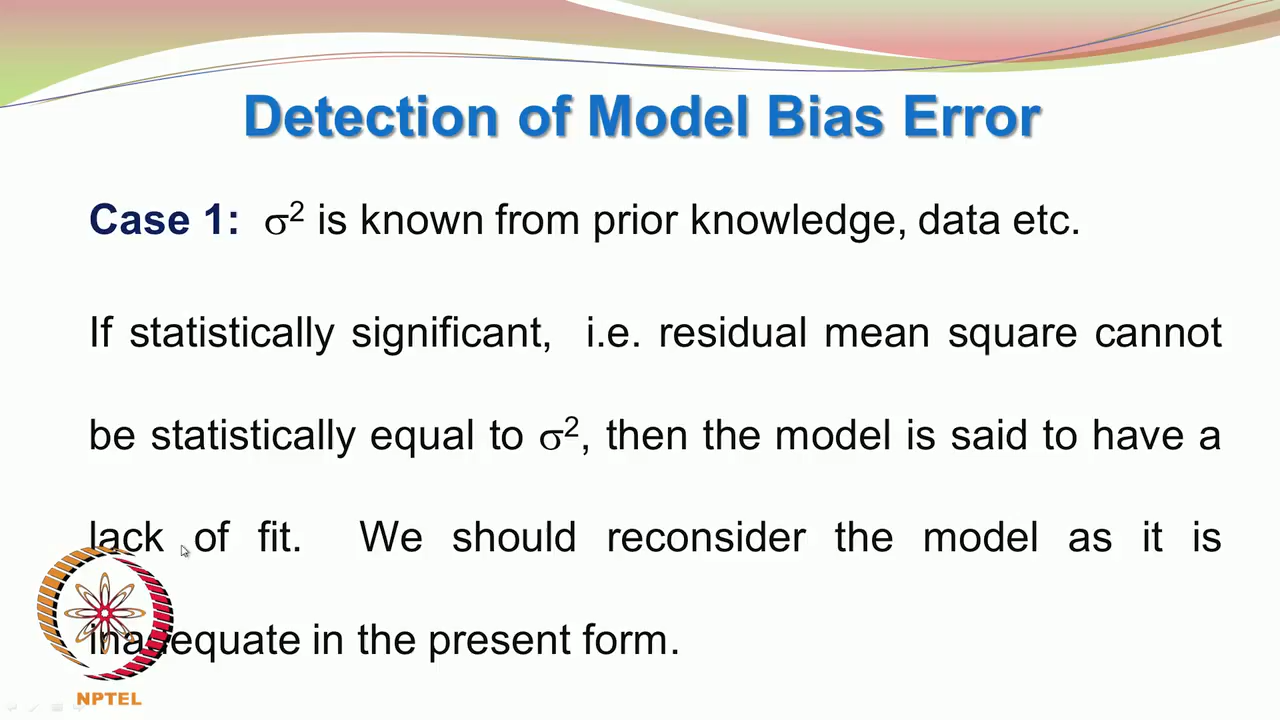 Detection of Model Bias Error
Case 1: σ² is known from prior knowledge, data etc.
If statistically significant, i.e. residual mean square cannot
be statistically equal to σ², then the model is said to have a
lack of fit. We should reconsider the model as it is
inadequate in the present form.
NPTEL